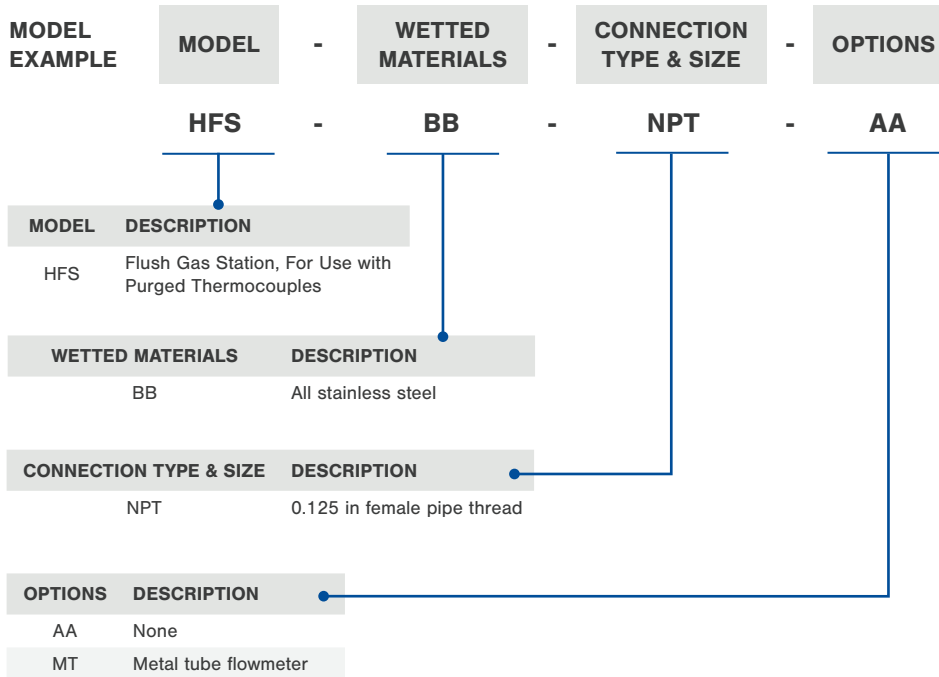 MODEL EXAMPLE MODEL - WETTED MATERIALS - CONNECTION TYPE & SIZE - OPTIONS
HFS - BB - NPT - AA
MODEL DESCRIPTION
HFS Flush Gas Station, For Use with
Purged Thermocouples
WETTED MATERIALS DESCRIPTION
BB All stainless steel
CONNECTION TYPE & SIZE DESCRIPTION
NPT 0.125 in female pipe thread
OPTIONS DESCRIPTION
AA None
MT Metal tube flowmeter